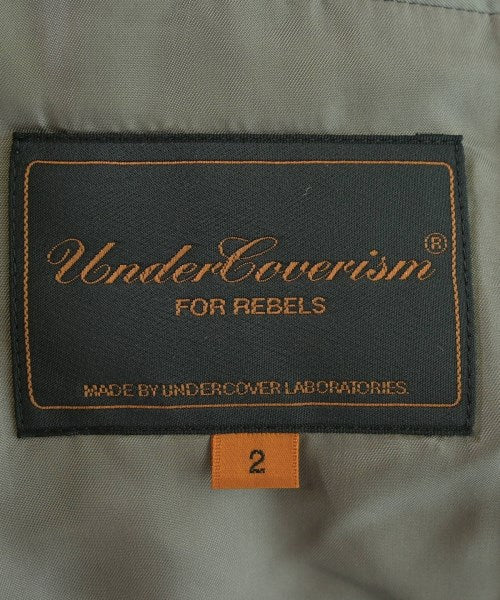 UnderCoverism®
FOR REBELS
MADE BY UNDERCOVER LABORATORIES.
2